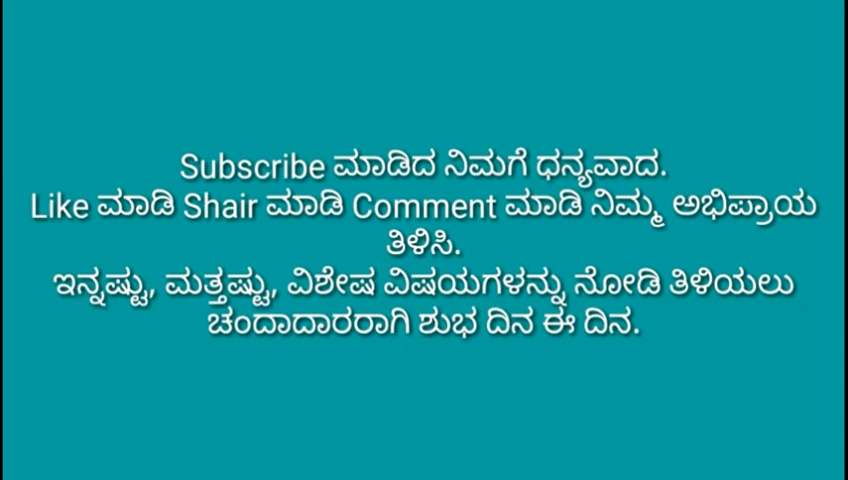 Subscribe ಮಾಡಿದ ನಿಮಗೆ ಧನ್ಯವಾದ.
Like ಮಾಡಿ Shair ಮಾಡಿ Comment ಮಾಡಿ ನಿಮ್ಮ ಅಭಿಪ್ರಾಯ
ತಿಳಿಸಿ.
ಇನ್ನಷ್ಟು, ಮತ್ತಷ್ಟು, ವಿಶೇಷ ವಿಷಯಗಳನ್ನು ನೋಡಿ ತಿಳಿಯಲು
ಚಂದಾದಾರರಾಗಿ ಶುಭ ದಿನ ಈ ದಿನ.